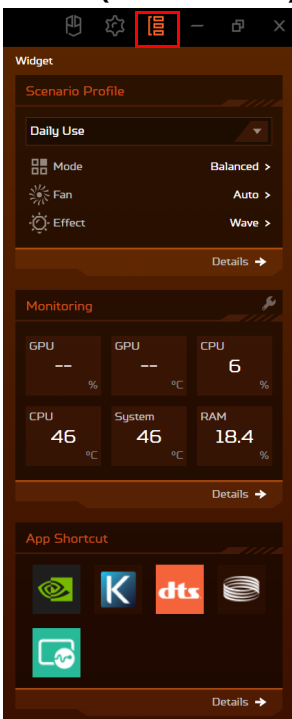 Widget
Scenario Profile
Daily Use
Mode Balanced >
Fan Auto >
Effect Wave >
Details →
Monitoring
GPU GPU CPU
-- -- 6
% °C %
CPU System RAM
46 46 18.4
°C °C %
Details →
App Shortcut
K dts
Details →